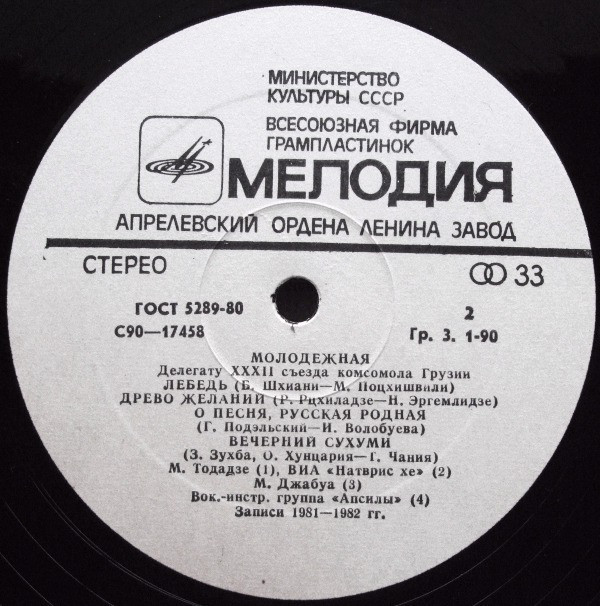 МИНИСТЕРСТВО
КУЛЬТУРЫ СССР
ВСЕСОЮЗНАЯ ФИРМА
ГРАМПЛАСТИНОК
МЕЛОДИЯ
АПРЕЛЕВСКИЙ ОРДЕНА ЛЕНИНА ЗАВОД
СТЕРЕО 33
ГОСТ 5289-80 2
С90—17458 Гр. 3. 1-90
МОЛОДЕЖНАЯ
Делегату XXXII съезда комсомола Грузии
ЛЕБЕДЬ (Б. Шхиани—М. Поцхишвили)
ДРЕВО ЖЕЛАНИЙ (Р. Рцхиладзе—Н. Эргемлидзе)
О ПЕСНЯ, РУССКАЯ РОДНАЯ
(Г. Подэльский—И. Волобуева)
ВЕЧЕРНИЙ СУХУМИ
(З. Зухба, О. Хунцария—Г. Чания)
М. Тодадзе (1), ВИА «Натврис хе» (2)
М. Джабуа (3)
Вок.-инстр. группа «Апсилы» (4)
Записи 1981—1982 гг.